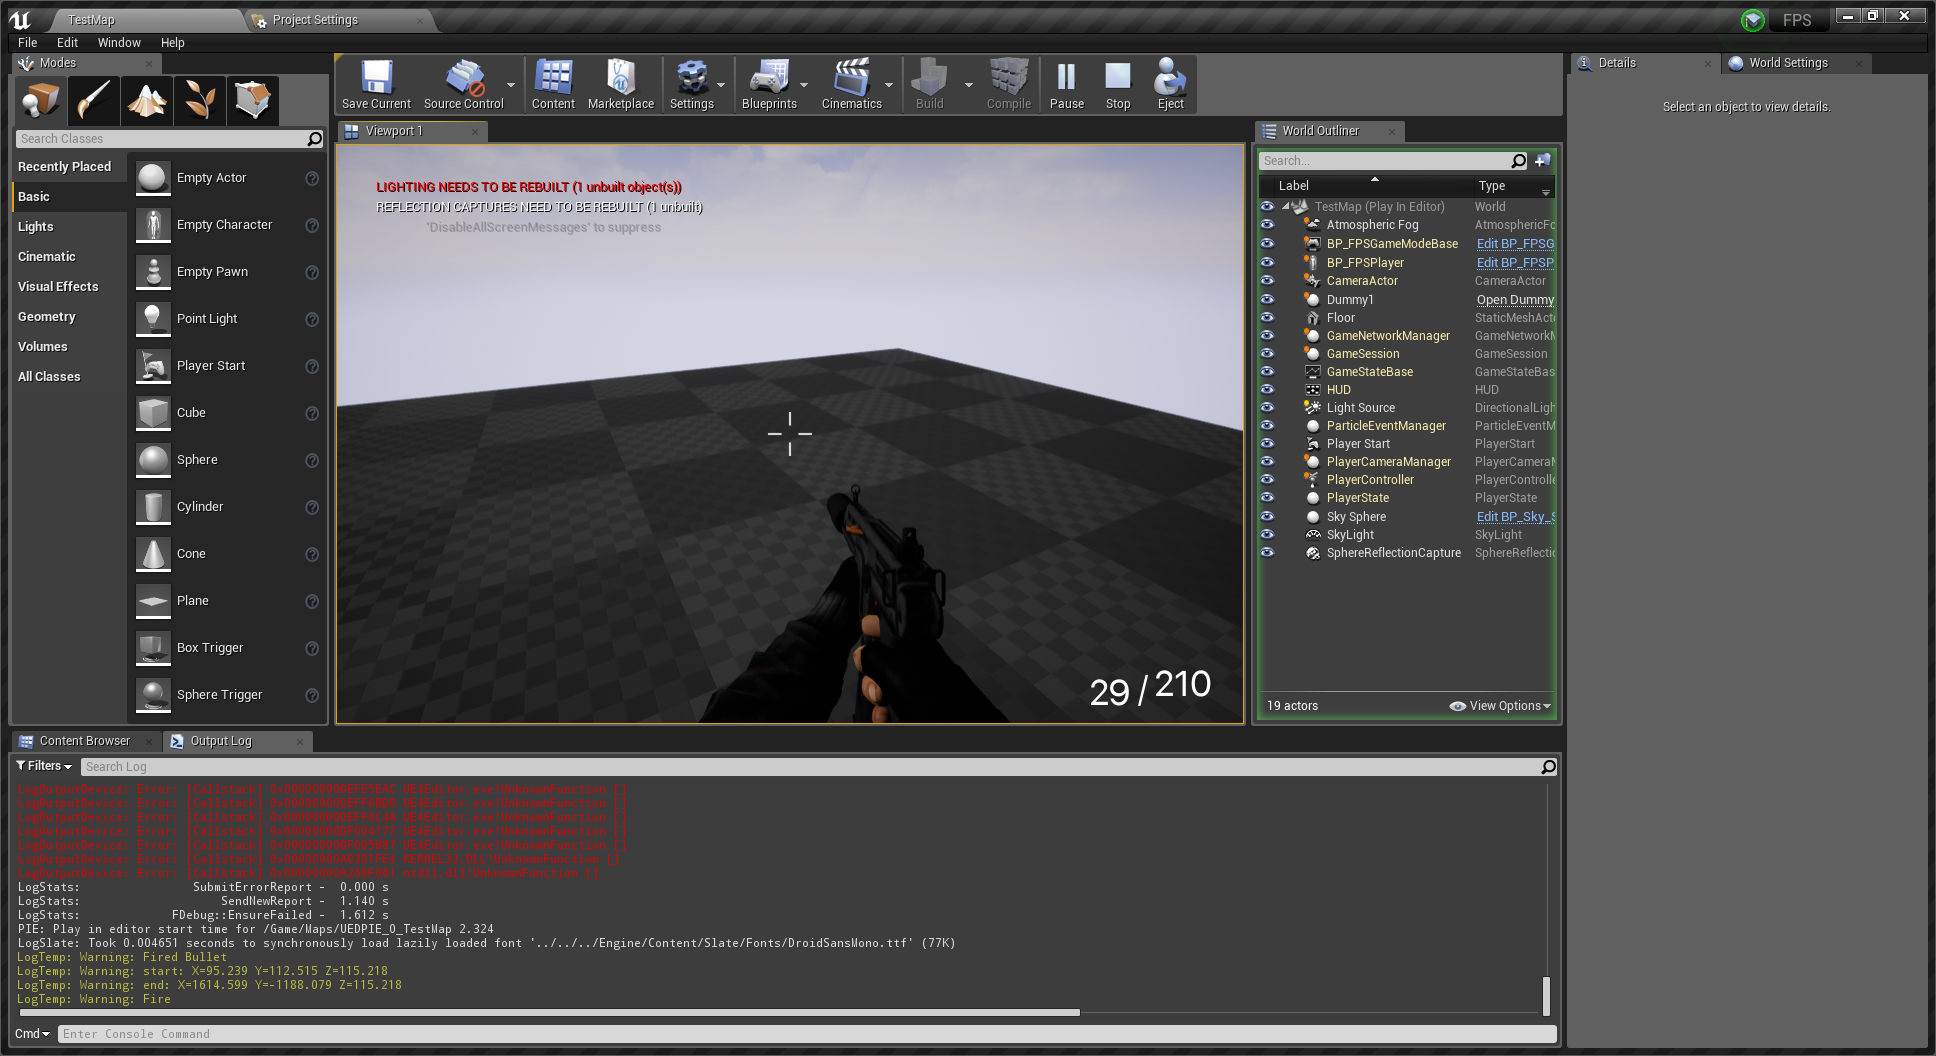 TestMap
Project Settings
FPS
File Edit Window Help
Modes
Save Current Source Control Content Marketplace Settings Blueprints Cinematics Build Compile Pause Stop Eject
Search Classes
Recently Placed
Basic
Lights
Cinematic
Visual Effects
Geometry
Volumes
All Classes
Empty Actor
Empty Character
Empty Pawn
Point Light
Player Start
Cube
Sphere
Cylinder
Cone
Plane
Box Trigger
Sphere Trigger
Viewport 1
LIGHTING NEEDS TO BE REBUILT (1 unbuilt object(s))
REFLECTION CAPTURES NEED TO BE REBUILT (1 unbuilt)
'DisableAllScreenMessages' to suppress
29 / 210
World Outliner
Search...
Label Type
TestMap (Play In Editor) World
Atmospheric Fog AtmosphericFo
BP_FPSGameModeBase Edit BP_FPSG
BP_FPSPlayer Edit BP_FPSP
CameraActor CameraActor
Dummy1 Open Dummy
Floor StaticMeshActo
GameNetworkManager GameNetworkM
GameSession GameSession
GameStateBase GameStateBas
HUD HUD
Light Source DirectionalLigh
ParticleEventManager ParticleEventM
Player Start PlayerStart
PlayerCameraManager PlayerCameraM
PlayerController PlayerControlle
PlayerState PlayerState
Sky Sphere Edit BP_Sky_S
SkyLight SkyLight
SphereReflectionCapture SphereReflectio
19 actors View Options
Details
World Settings
Select an object to view details.
Content Browser
Output Log
Filters Search Log
LogStats: SubmitErrorReport - 0.000 s
LogStats: SendNewReport - 1.140 s
LogStats: FDebug::EnsureFailed - 1.612 s
PIE: Play in editor start time for /Game/Maps/UEDPIE_0_TestMap 2.324
LogSlate: Took 0.004651 seconds to synchronously load lazily loaded font '../../../Engine/Content/Slate/Fonts/DroidSansMono.ttf' (77K)
LogTemp: Warning: Fired Bullet
LogTemp: Warning: start: X=95.239 Y=112.515 Z=115.218
LogTemp: Warning: end: X=1614.599 Y=-1188.079 Z=115.218
LogTemp: Warning: Fire
Cmd Enter Console Command